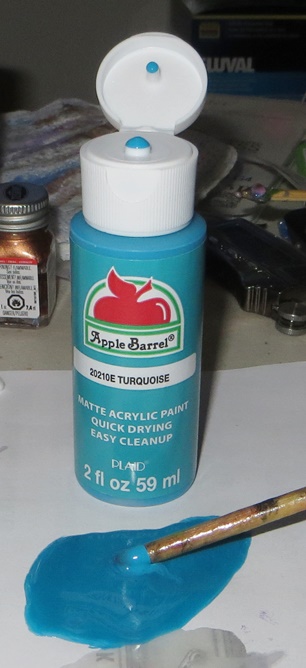 FLUVAL
Apple Barrel®
20210E TURQUOISE
MATTE ACRYLIC PAINT
QUICK DRYING
EASY CLEANUP
PLAID
2 fl oz 59 ml